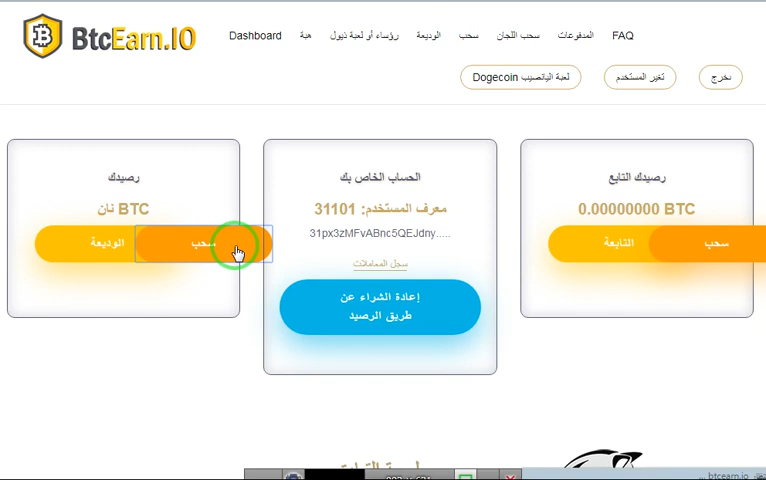 BtcEarn.IO
Dashboard
هبة
رؤساء أو لعبة ذيول
الوديعة
سحب
سحب اللجان
المدفوعات
FAQ
لعبة اليانصيب Dogecoin
تغير المستخدم
نخرج
رصيدك
نان BTC
الوديعة
سحب
الحساب الخاص بك
معرف المستخدم: 31101
31px3zMFvABnc5QEJdny.....
سجل المعاملات
إعادة الشراء عن
طريق الرصيد
رصيدك التابع
0.00000000 BTC
التابعة
سحب
btcearn.io ...